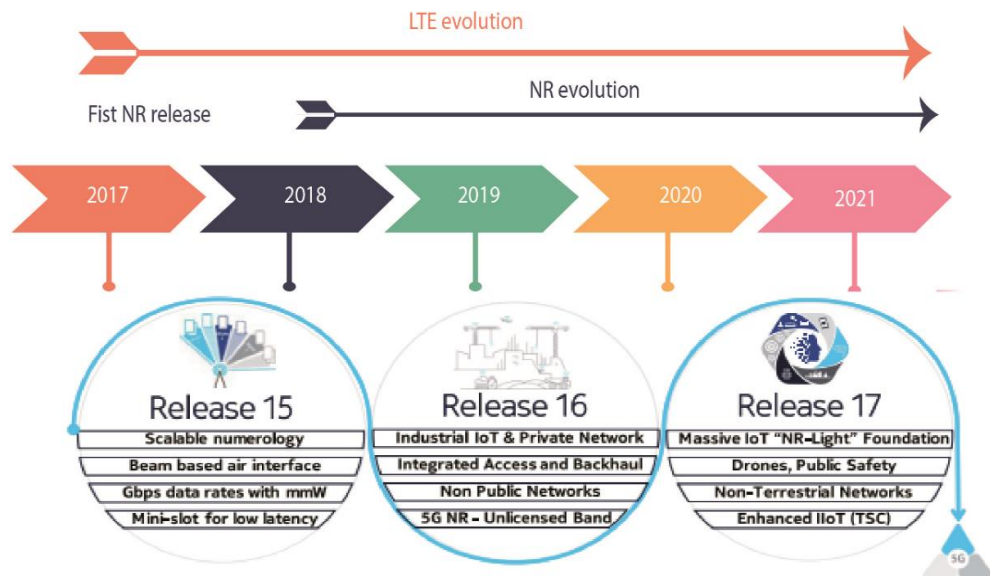 LTE evolution
NR evolution
Fist NR release
2017
2018
2019
2020
2021
Release 15
Scalable numerology
Beam based air interface
Gbps data rates with mmW
Mini-slot for low latency
Release 16
Industrial IoT & Private Network
Integrated Access and Backhaul
Non Public Networks
5G NR - Unlicensed Band
Release 17
Massive IoT "NR-Light" Foundation
Drones, Public Safety
Non-Terrestrial Networks
Enhanced IIoT (TSC)
5G